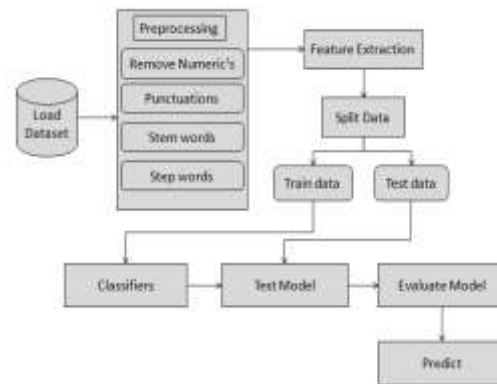 Preprocessing
Remove Numeric's
Punctuations
Stem words
Step words
Load
Dataset
Feature Extraction
Split Data
Train data
Test data
Classifiers
Test Model
Evaluate Model
Predict